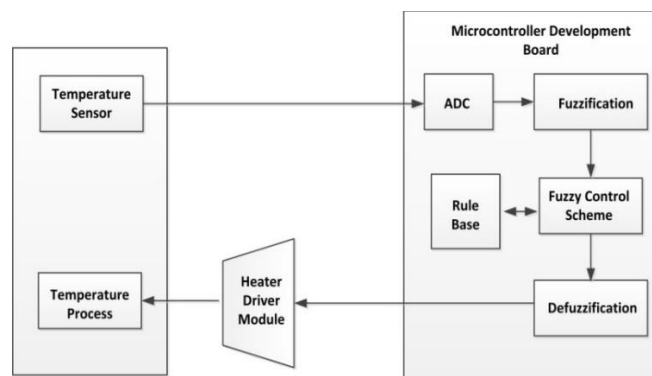 Microcontroller Development
Board
Temperature
Sensor
ADC
Fuzzification
Rule
Base
Fuzzy Control
Scheme
Heater
Driver
Module
Temperature
Process
Defuzzification